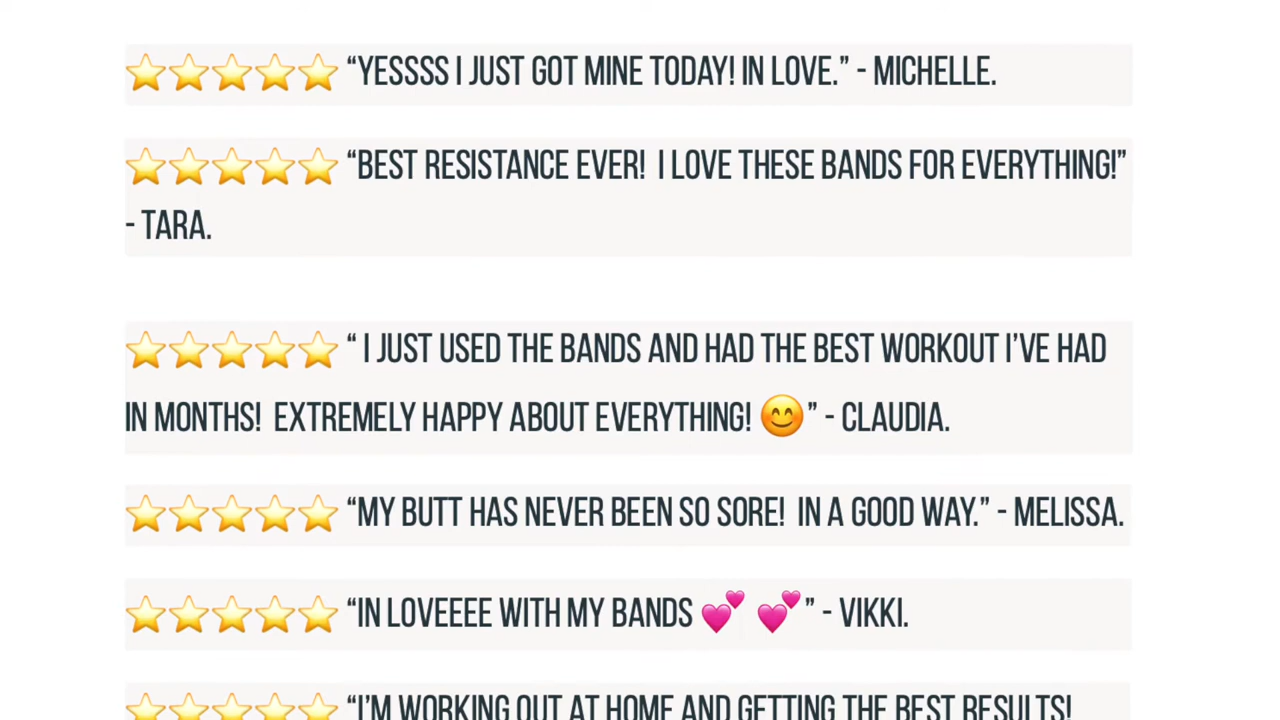 ⭐⭐⭐⭐⭐ “YESSSS I JUST GOT MINE TODAY! IN LOVE.” - MICHELLE.
⭐⭐⭐⭐⭐ “BEST RESISTANCE EVER! I LOVE THESE BANDS FOR EVERYTHING!”
- TARA.
⭐⭐⭐⭐⭐ “ I JUST USED THE BANDS AND HAD THE BEST WORKOUT I’VE HAD
IN MONTHS! EXTREMELY HAPPY ABOUT EVERYTHING! 😊 ” - CLAUDIA.
⭐⭐⭐⭐⭐ “MY BUTT HAS NEVER BEEN SO SORE! IN A GOOD WAY.” - MELISSA.
⭐⭐⭐⭐⭐ “IN LOVEEEE WITH MY BANDS 💕 💕 ” - VIKKI.
⭐⭐⭐⭐⭐ “I’M WORKING OUT AT HOME AND GETTING THE BEST RESULTS!